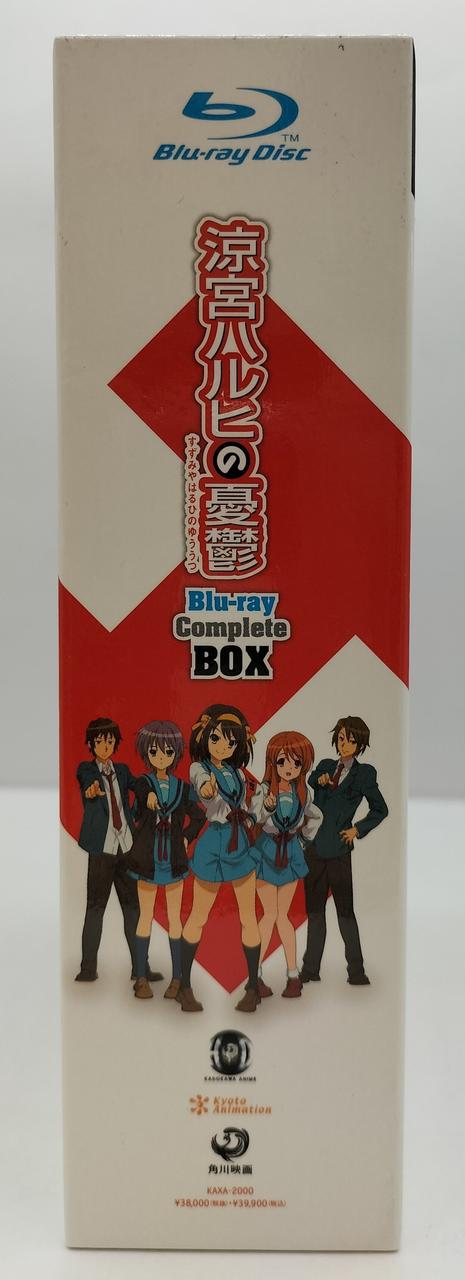 Blu-ray Disc
TM
涼宮ハルヒの憂鬱
すずみやはるひのゆううつ
Blu-ray
Complete
BOX
KADOKAWA ANIME
Kyoto
Animation
角川映画
KAXA-2000
¥38,000(税抜)・¥39,900(税込)